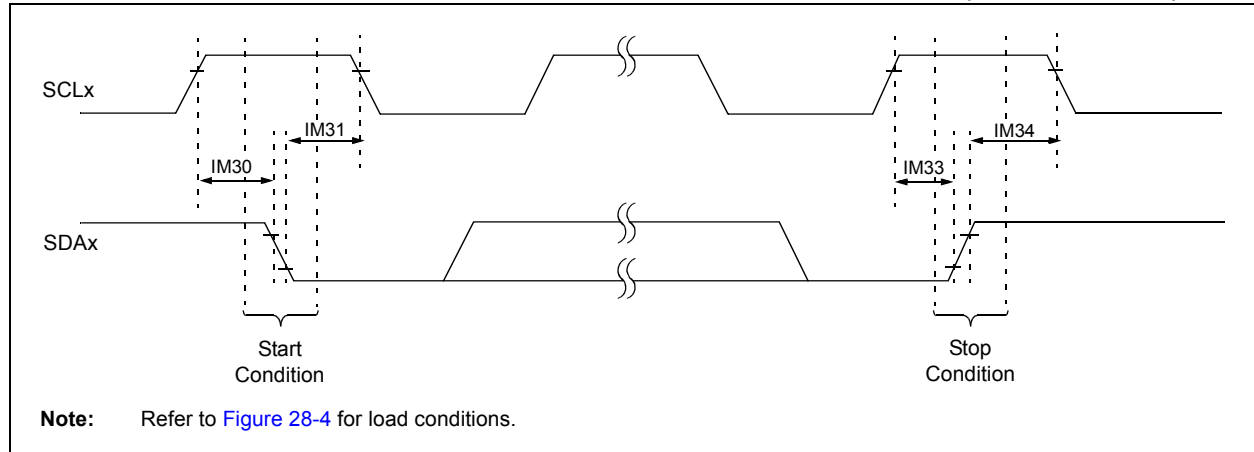 SCLx
IM31
IM34
IM30
IM33
SDAx
Start
Condition
Stop
Condition
Note: Refer to Figure 28-4 for load conditions.